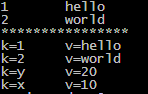 1 hello
2 world
****************
k=1 v=hello
k=2 v=world
k=y v=20
k=x v=10